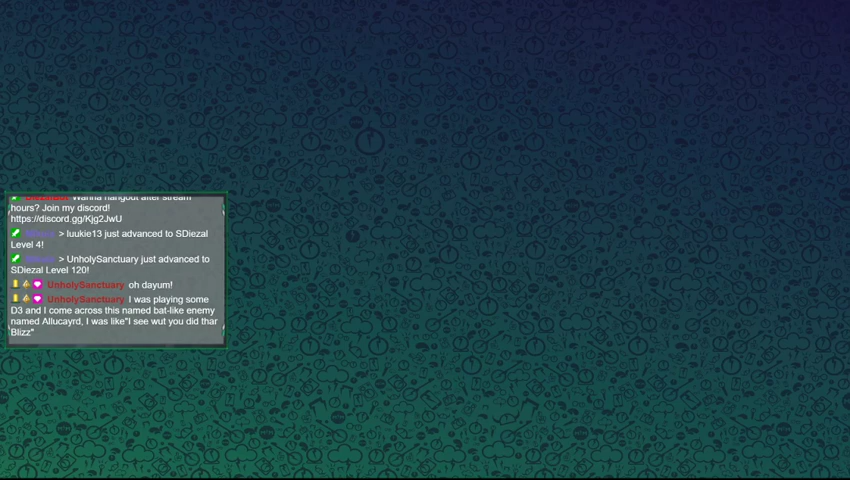 Wanna hangout after stream
hours? Join my discord!
https://discord.gg/Kjg2JwU
> luukie13 just advanced to SDiezal
Level 4!
> UnholySanctuary just advanced to
SDiezal Level 120!
UnholySanctuary oh dayum!
UnholySanctuary I was playing some
D3 and I come across this named bat-like enemy
named Allucayrd, I was like"I see wut you did thar
Blizz"